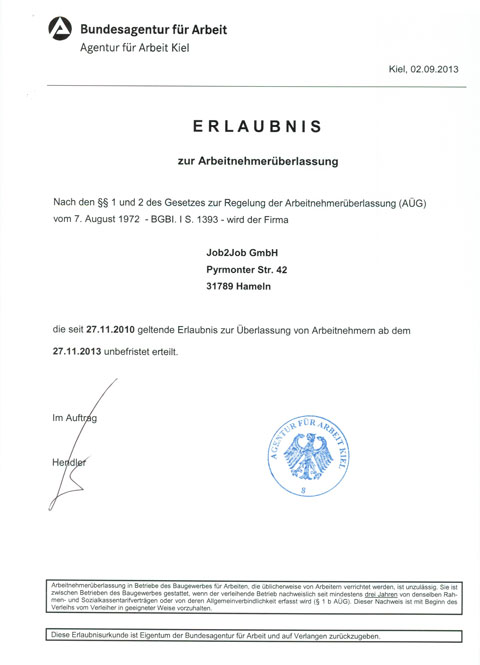 Bundesagentur für Arbeit
Agentur für Arbeit Kiel
Kiel, 02.09.2013
ERLAUBNIS
zur Arbeitnehmerüberlassung
Nach den §§ 1 und 2 des Gesetzes zur Regelung der Arbeitnehmerüberlassung (AÜG)
vom 7. August 1972 - BGBl. I S. 1393 - wird der Firma
Job2Job GmbH
Pyrmonter Str. 42
31789 Hameln
die seit 27.11.2010 geltende Erlaubnis zur Überlassung von Arbeitnehmern ab dem
27.11.2013 unbefristet erteilt.
Im Auftrag
Hendler
AGENTUR FÜR ARBEIT KIEL
8
Arbeitnehmerüberlassung in Betriebe des Baugewerbes für Arbeiten, die üblicherweise von Arbeitern verrichtet werden, ist unzulässig. Sie ist
zwischen Betrieben des Baugewerbes gestattet, wenn der verleihende Betrieb nachweislich seit mindestens drei Jahren von denselben Rah-
men- und Sozialkassentarifverträgen oder von deren Allgemeinverbindlichkeit erfasst wird (§ 1 b AÜG). Dieser Nachweis ist mit Beginn des
Verleihs vom Verleiher in geeigneter Weise vorzuhalten.
Diese Erlaubnisurkunde ist Eigentum der Bundesagentur für Arbeit und auf Verlangen zurückzugeben.